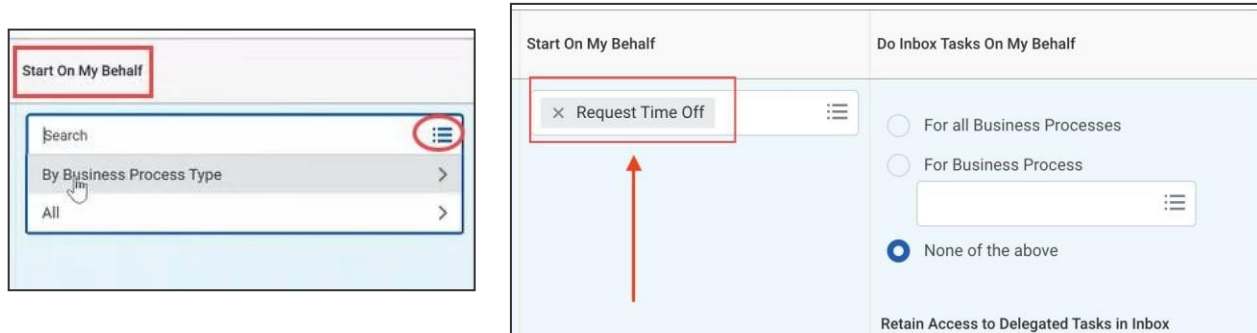 Start On My Behalf
Search
By Business Process Type
All
Start On My Behalf
Do Inbox Tasks On My Behalf
× Request Time Off
For all Business Processes
For Business Process
None of the above
Retain Access to Delegated Tasks in Inbox